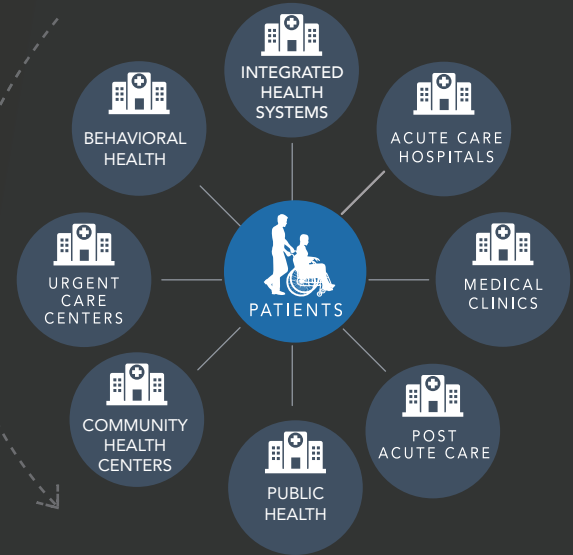 INTEGRATED
HEALTH
SYSTEMS
ACUTE CARE
HOSPITALS
MEDICAL
CLINICS
POST
ACUTE CARE
PUBLIC
HEALTH
COMMUNITY
HEALTH
CENTERS
URGENT
CARE
CENTERS
BEHAVIORAL
HEALTH
PATIENTS